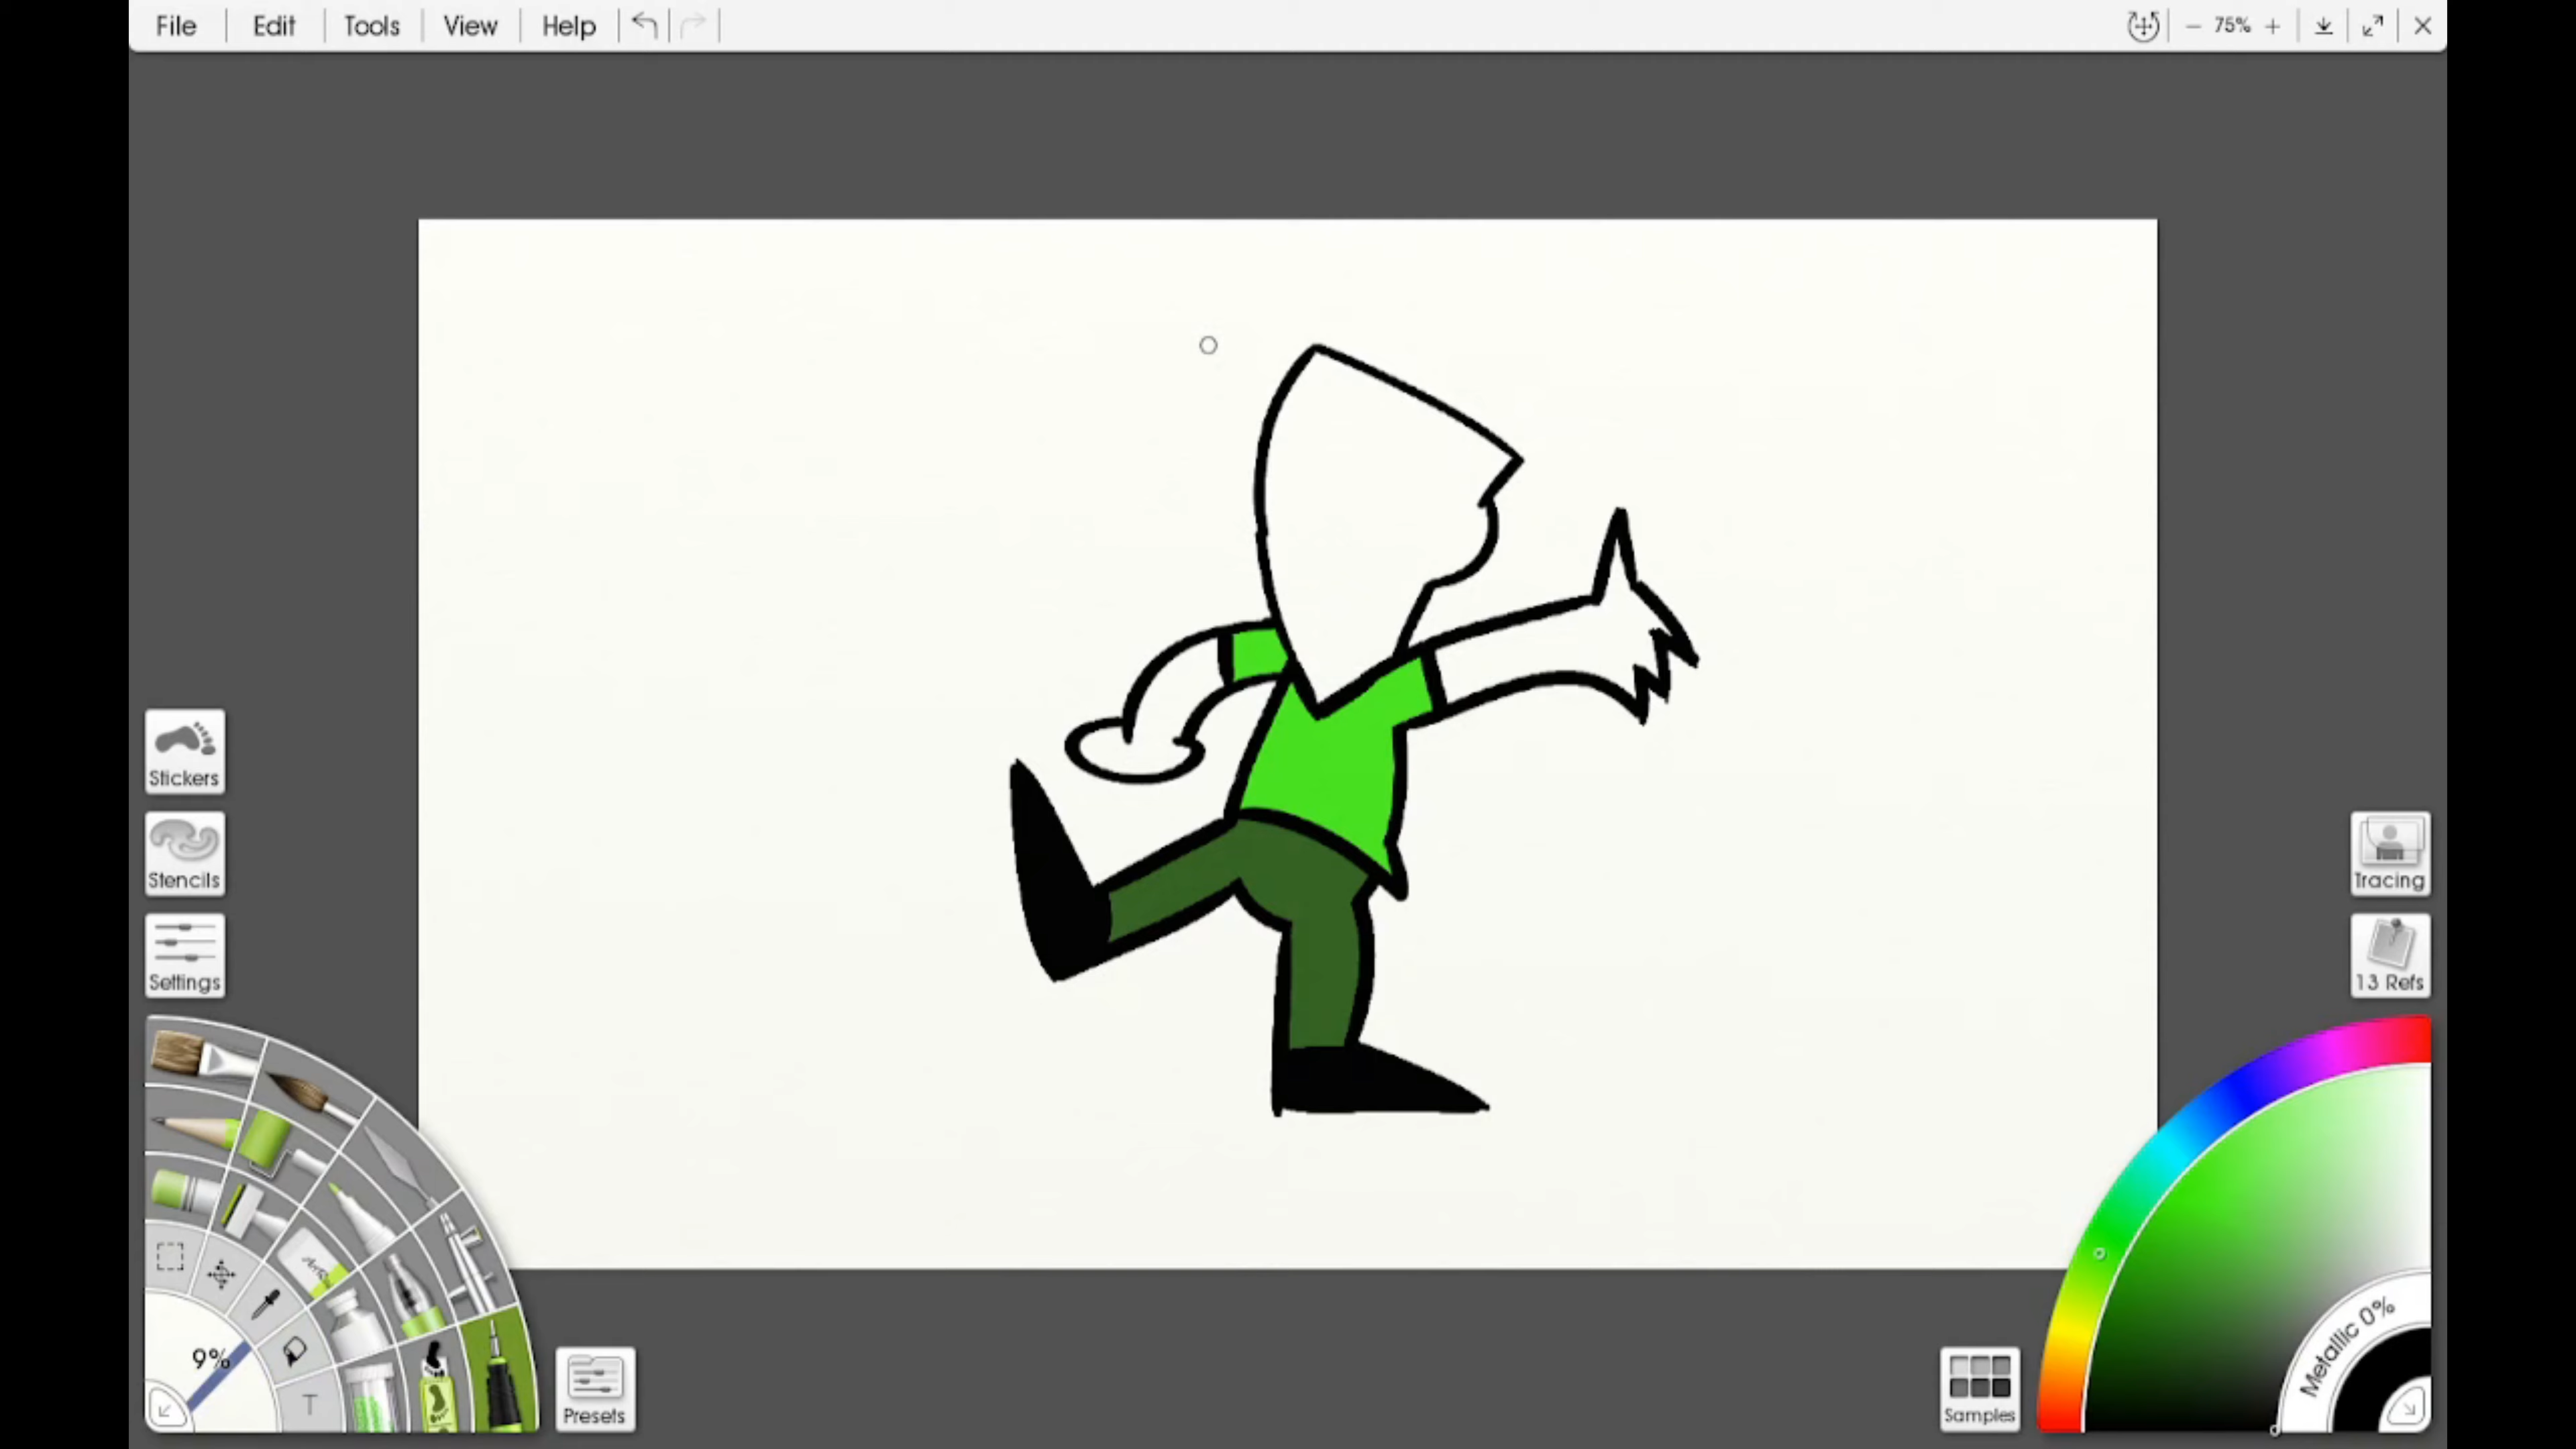 File Edit Tools View Help 75%
Stickers
Stencils
Settings
Tracing
13 Refs
9%
T
Presets
Samples
Metallic 0%